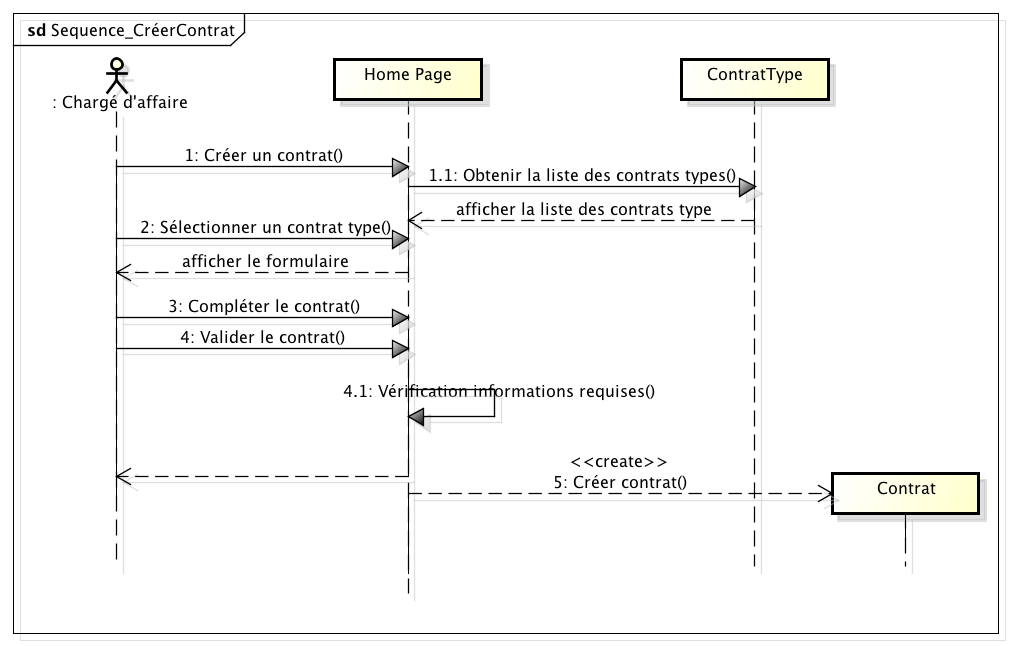 sd Sequence_CréerContrat
: Chargé d'affaire
Home Page
ContratType
1: Créer un contrat()
1.1: Obtenir la liste des contrats types()
afficher la liste des contrats type
2: Sélectionner un contrat type()
afficher le formulaire
3: Compléter le contrat()
4: Valider le contrat()
4.1: Vérification informations requises()
<<create>>
5: Créer contrat()
Contrat